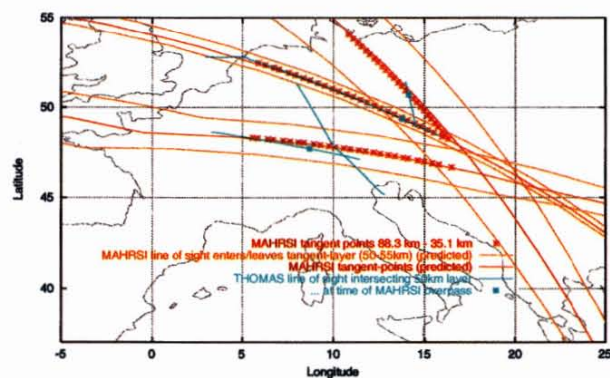 55
50
45
40
Latitude
MAHRSI tangent points 88.3 km - 35.1 km
MAHRSI line of sight enters/leaves tangent-layer (50-55km) (predicted)
MAHRSI tangent-points (predicted)
THOMAS line of sight intersecting 50km layer
... at time of MAHRSI overpass
-5 0 5 10 15 20 25
Longitude